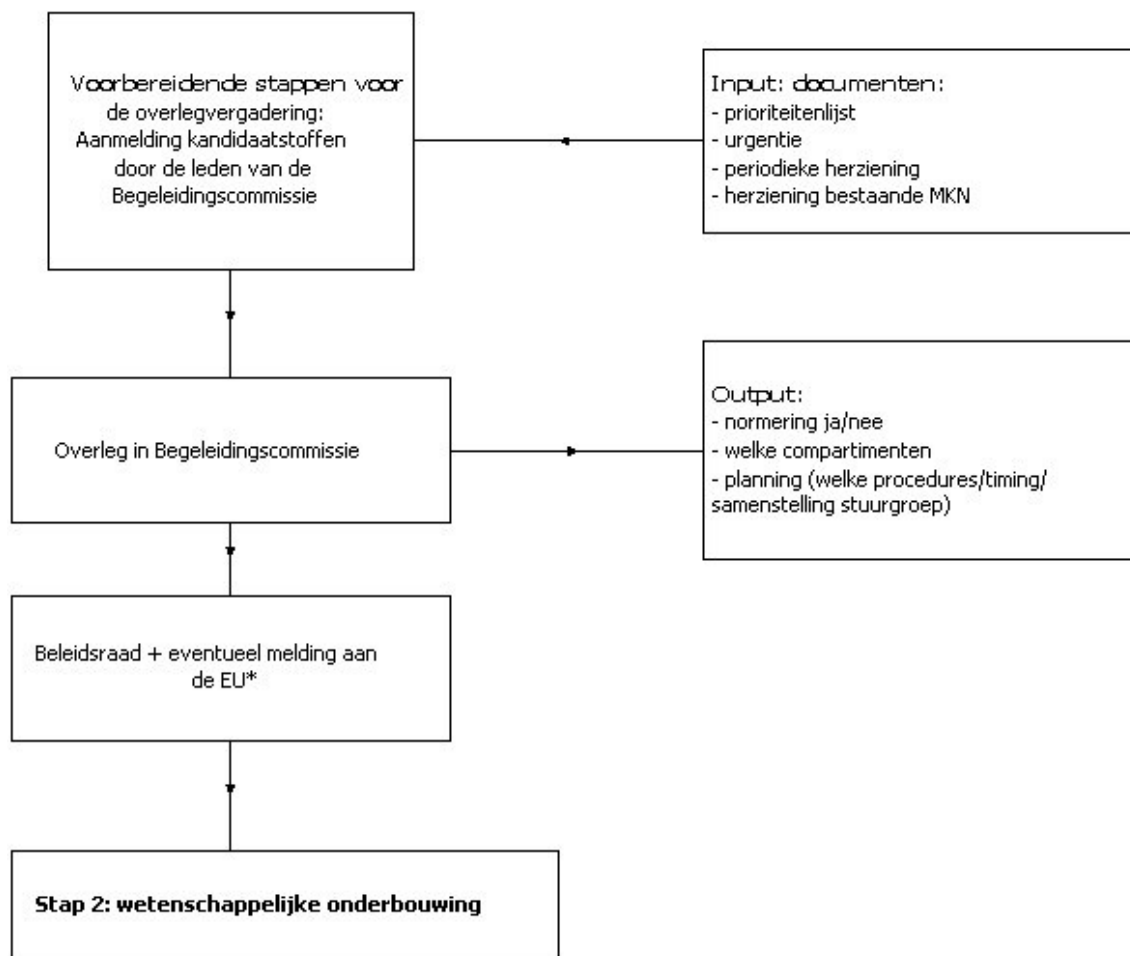 Voorbereidende stappen voor
de overlegvergadering:
Aanmelding kandidaatstoffen
door de leden van de
Begeleidingscommissie
Input: documenten:
- prioriteitenlijst
- urgentie
- periodieke herziening
- herziening bestaande MKN
Overleg in Begeleidingscommissie
Output:
- normering ja/nee
- welke compartimenten
- planning (welke procedures/timing/
samenstelling stuurgroep)
Beleidsraad + eventueel melding aan
de EU*
Stap 2: wetenschappelijke onderbouwing